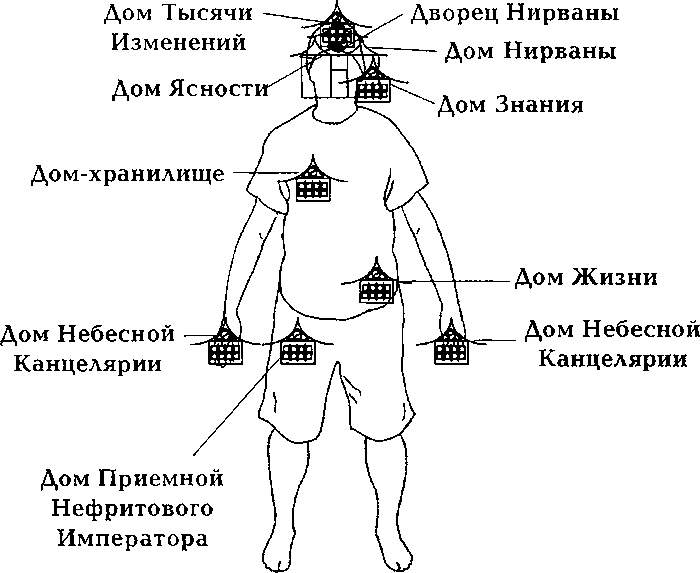 Дом Тысячи
Изменений
Дворец Нирваны
Дом Нирваны
Дом Ясности
Дом Знания
Дом-хранилище
Дом Жизни
Дом Небесной
Канцелярии
Дом Небесной
Канцелярии
Дом Приемной
Нефритового
Императора